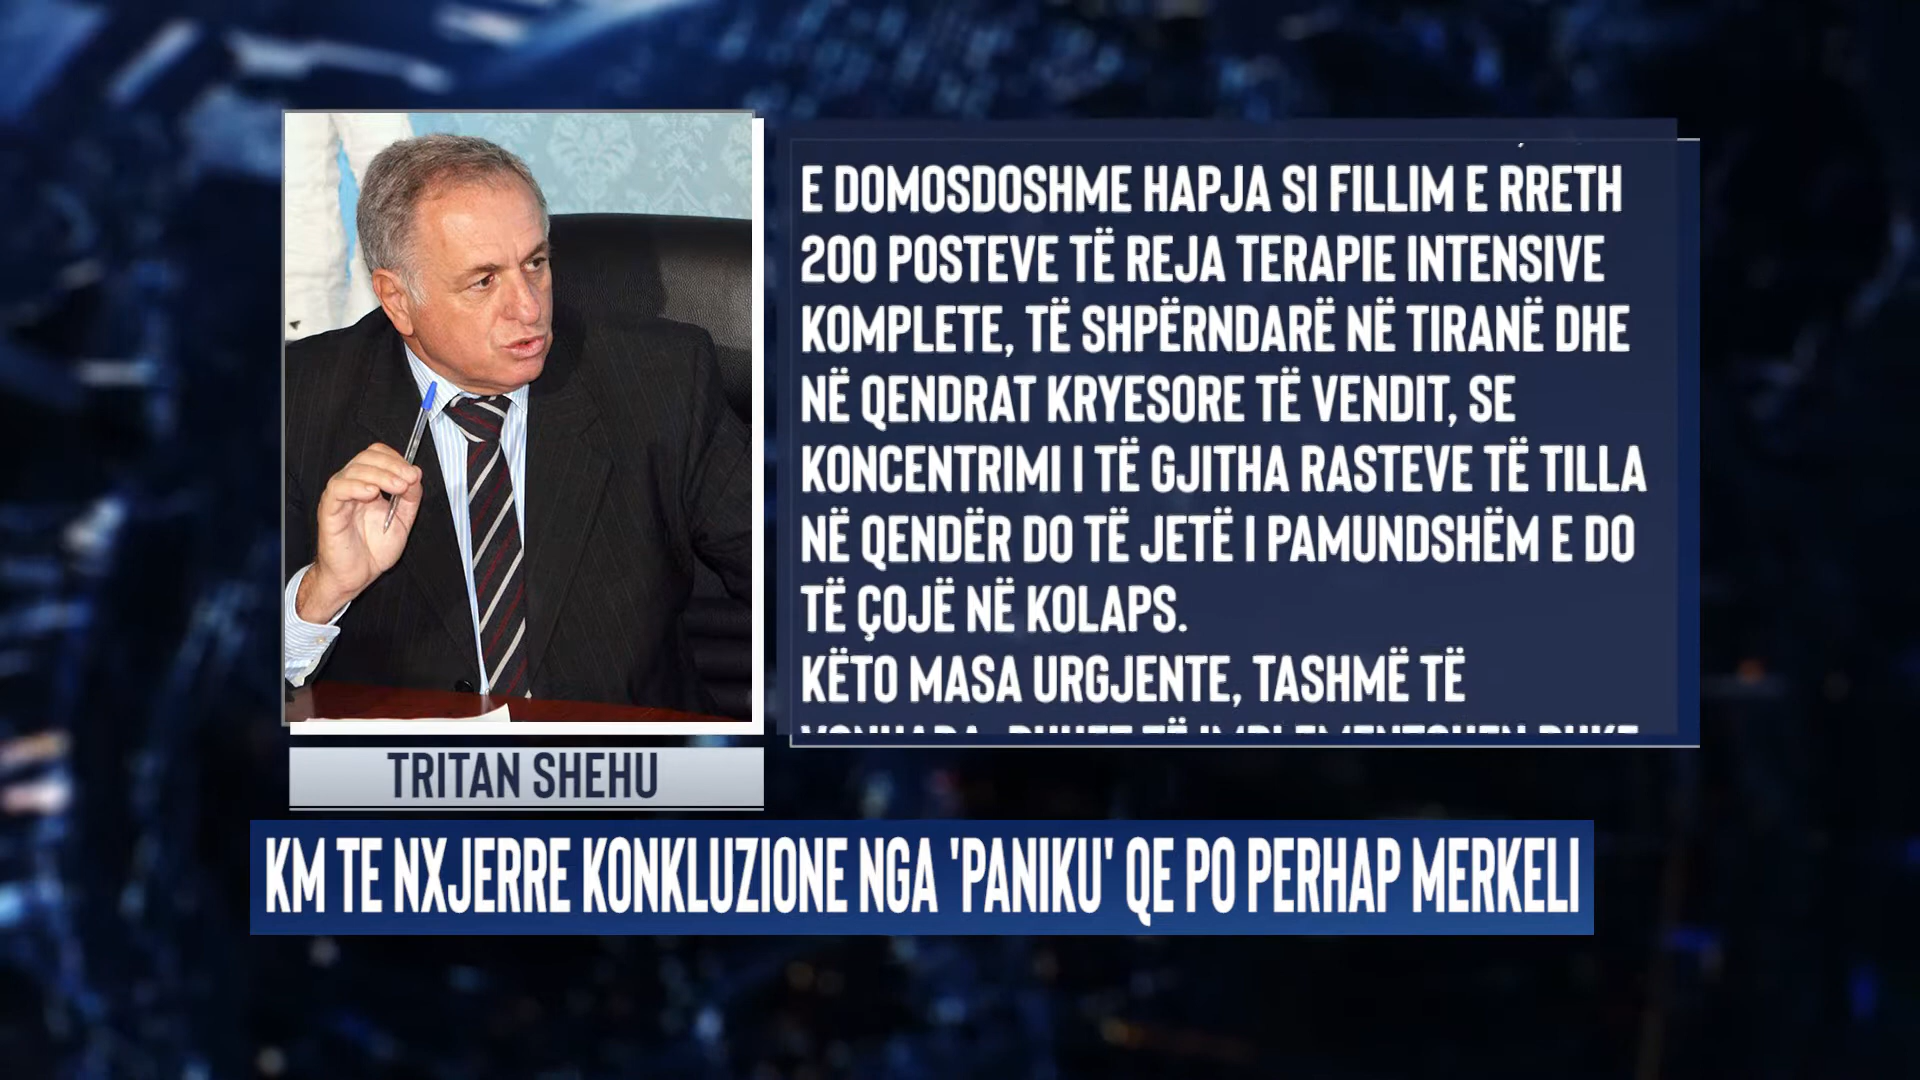 E DOMOSDOSHME HAPJA SI FILLIM E RRETH
200 POSTEVE TË REJA TERAPIE INTENSIVE
KOMPLETE, TË SHPËRNDARË NË TIRANË DHE
NË QENDRAT KRYESORE TË VENDIT, SE
KONCENTRIMI I TË GJITHA RASTEVE TË TILLA
NË QENDËR DO TË JETË I PAMUNDSHËM E DO
TË ÇOJË NË KOLAPS.
KËTO MASA URGJENTE, TASHMË TË
TRITAN SHEHU
KM TE NXJERRE KONKLUZIONE NGA 'PANIKU' QE PO PERHAP MERKELI